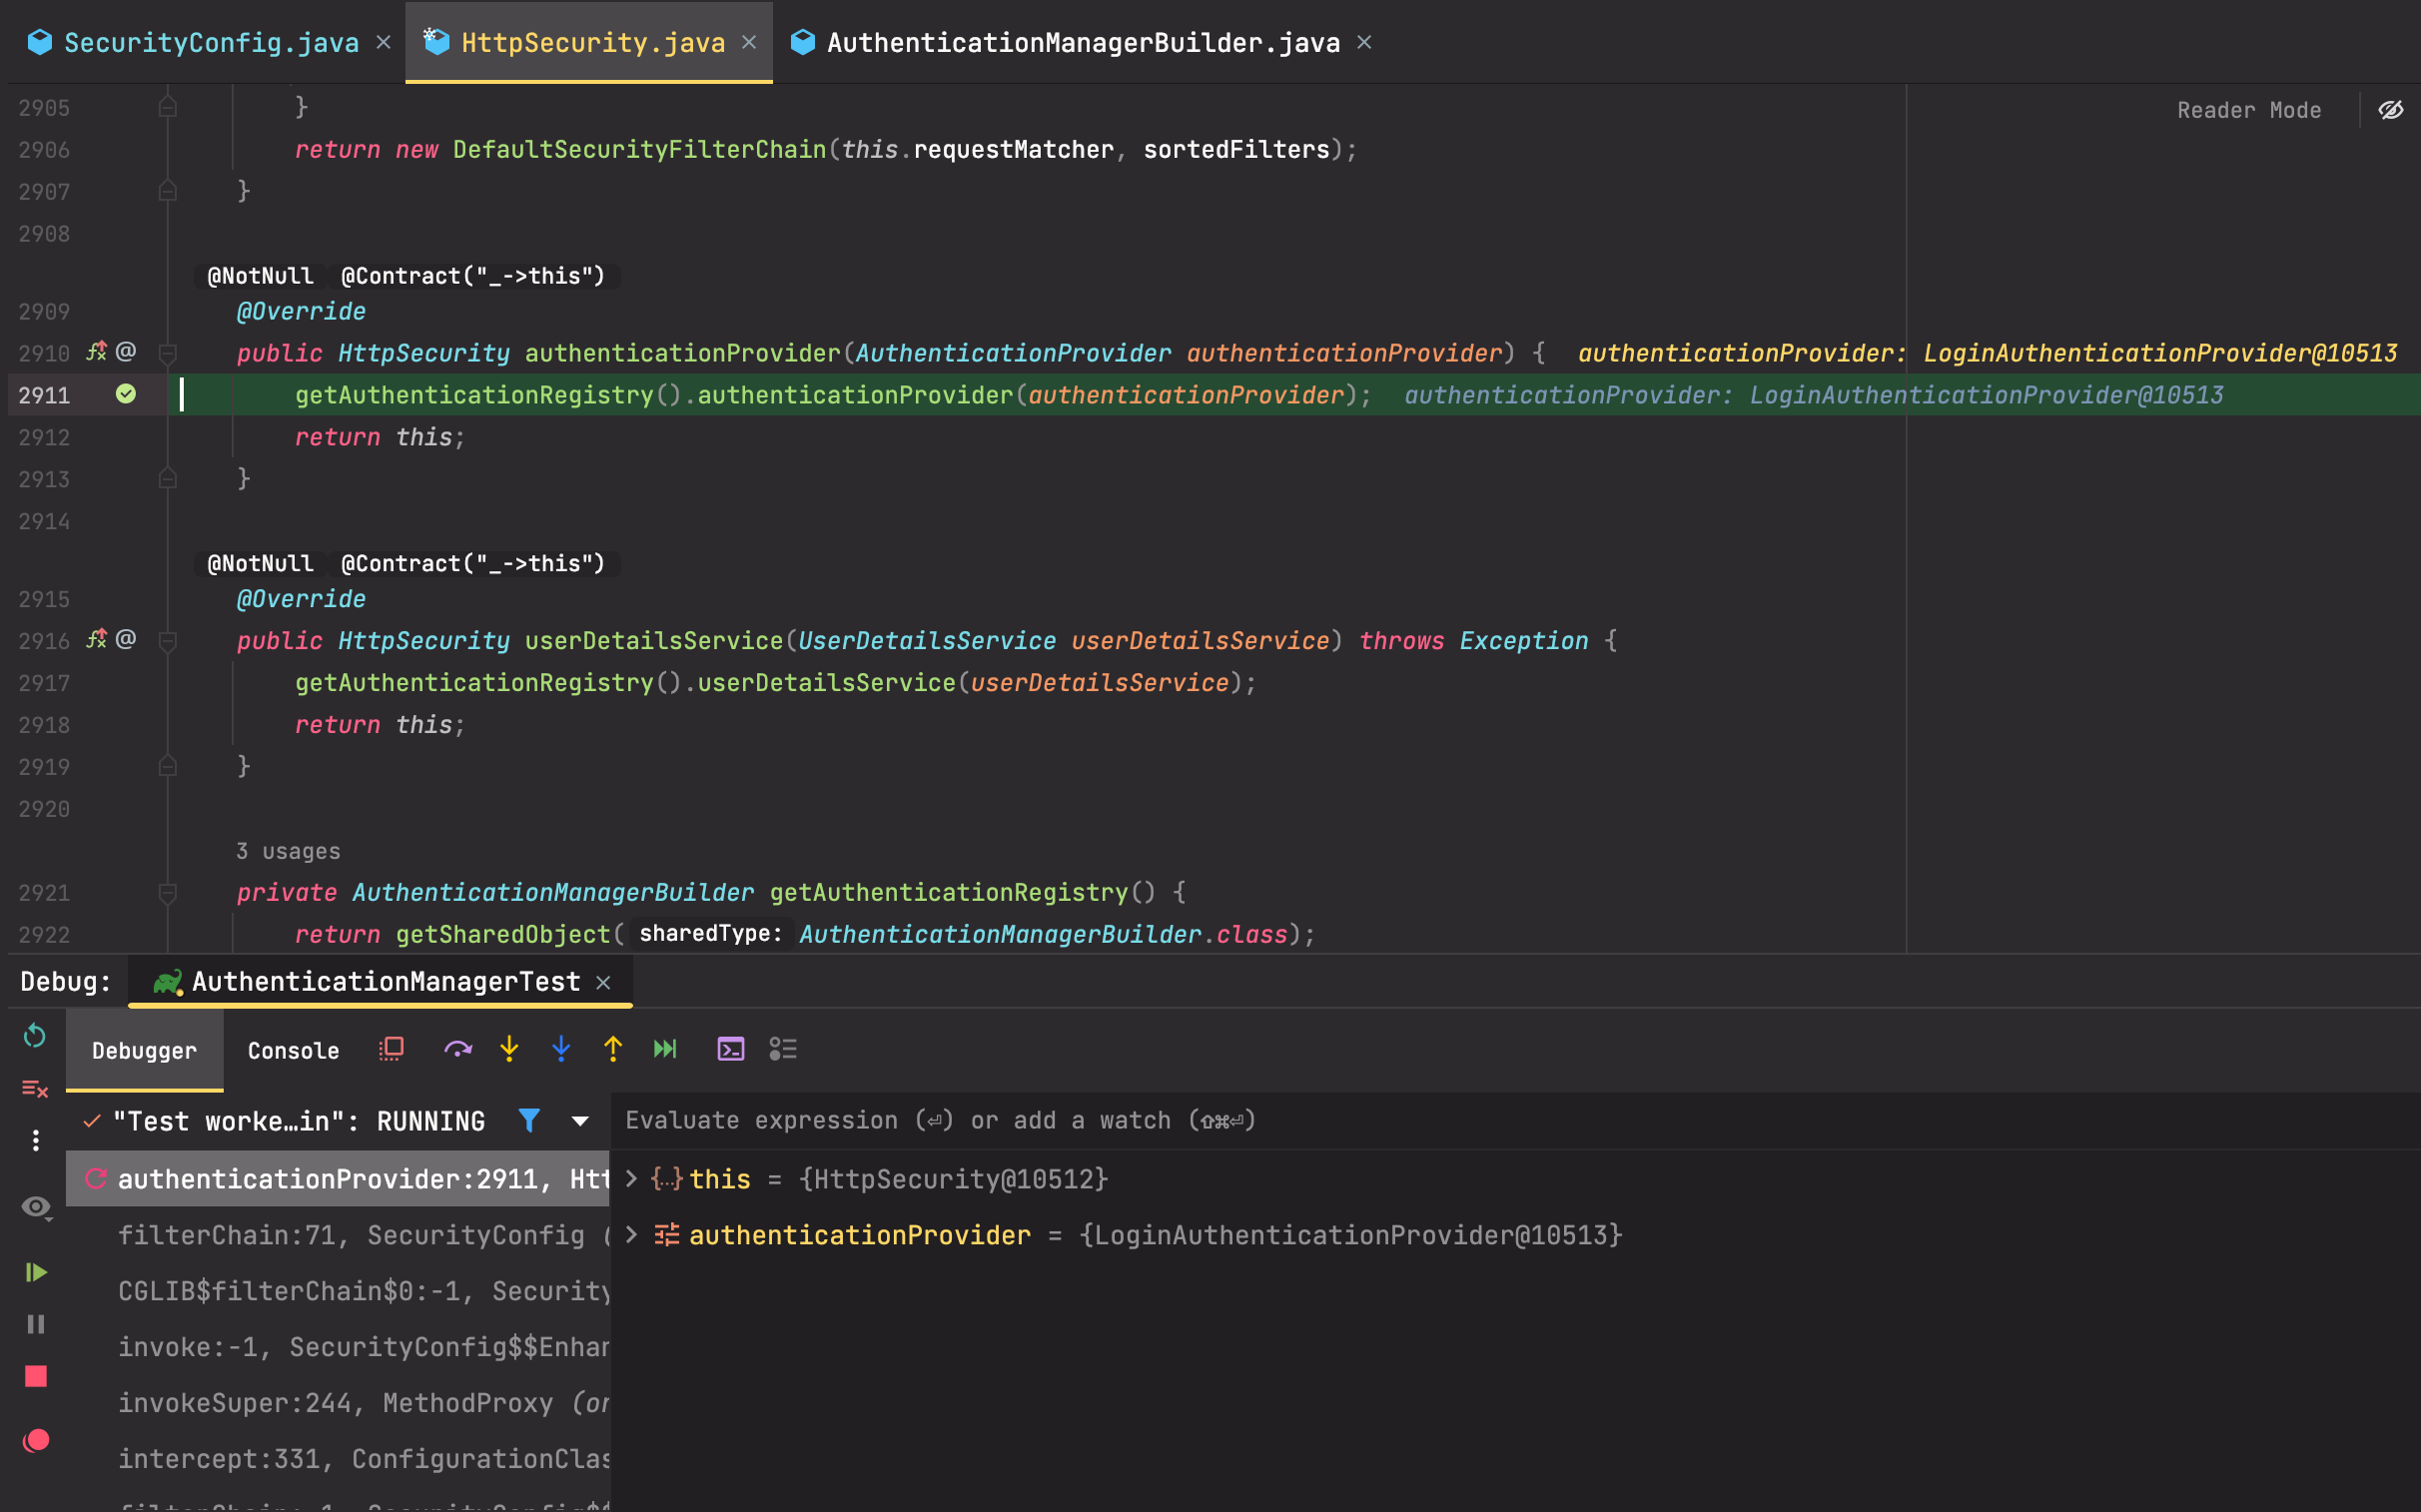 SecurityConfig.java HttpSecurity.java AuthenticationManagerBuilder.java
Reader Mode
2905 }
2906 return new DefaultSecurityFilterChain(this.requestMatcher, sortedFilters);
2907 }
2908
@NotNull @Contract("_->this")
2909 @Override
2910 public HttpSecurity authenticationProvider(AuthenticationProvider authenticationProvider) { authenticationProvider: LoginAuthenticationProvider@10513
2911 getAuthenticationRegistry().authenticationProvider(authenticationProvider); authenticationProvider: LoginAuthenticationProvider@10513
2912 return this;
2913 }
2914
@NotNull @Contract("_->this")
2915 @Override
2916 public HttpSecurity userDetailsService(UserDetailsService userDetailsService) throws Exception {
2917 getAuthenticationRegistry().userDetailsService(userDetailsService);
2918 return this;
2919 }
2920
3 usages
2921 private AuthenticationManagerBuilder getAuthenticationRegistry() {
2922 return getSharedObject( sharedType: AuthenticationManagerBuilder.class);
Debug: AuthenticationManagerTest
Debugger Console
"Test worke…in": RUNNING
Evaluate expression (⏎) or add a watch (⇧⌘⏎)
authenticationProvider:2911, Htt
this = {HttpSecurity@10512}
filterChain:71, SecurityConfig (
authenticationProvider = {LoginAuthenticationProvider@10513}
CGLIB$filterChain$0:-1, Security
invoke:-1, SecurityConfig$$Enhan
invokeSuper:244, MethodProxy (or
intercept:331, ConfigurationClas